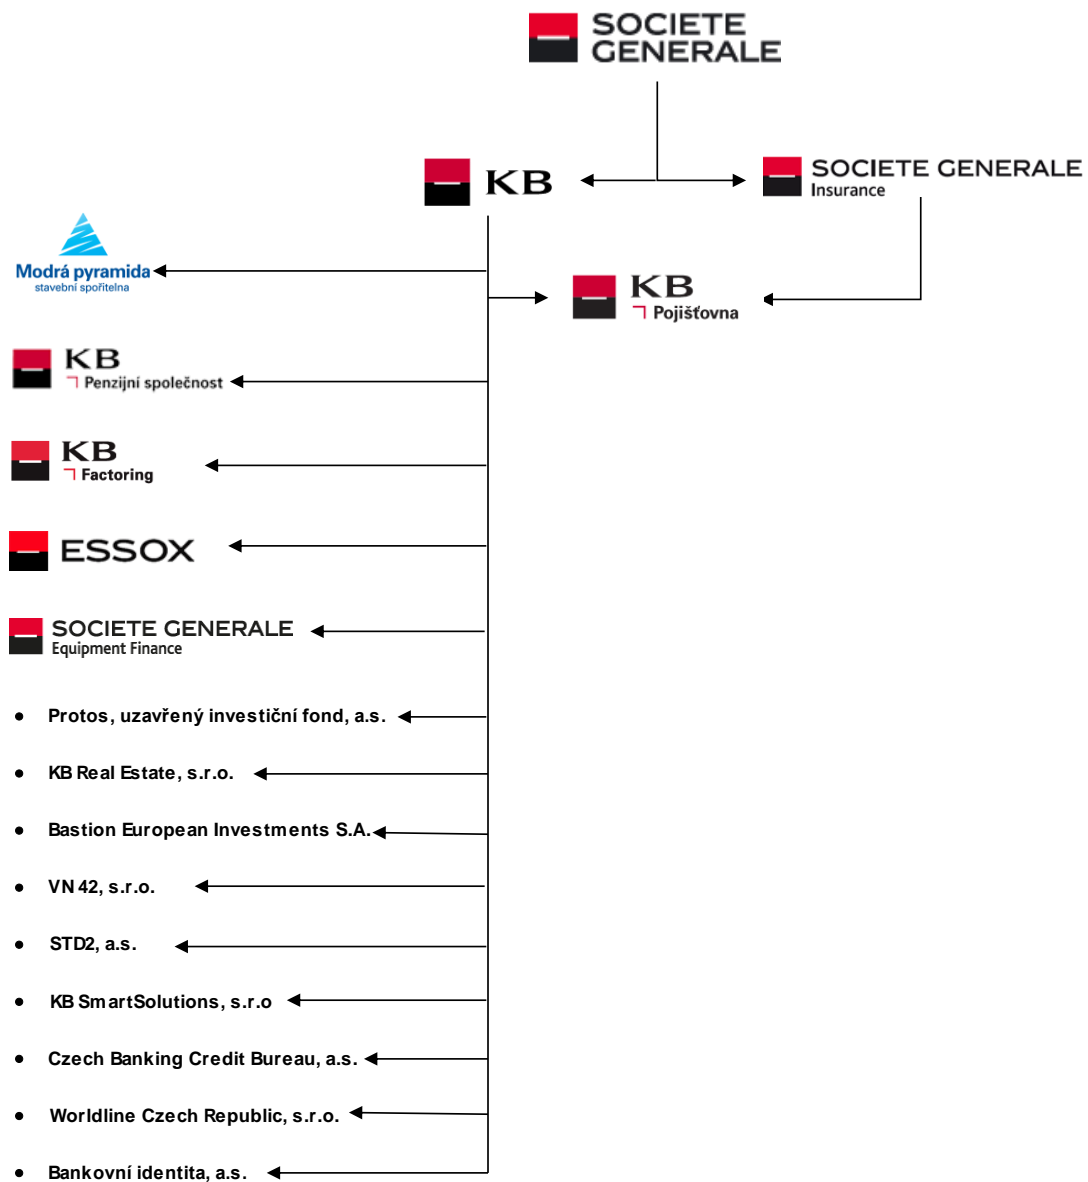 SOCIETE
GENERALE
KB
SOCIETE GENERALE
Insurance
Modrá pyramida
stavební spořitelna
KB
Pojišťovna
KB
Penzijní společnost
KB
Factoring
ESSOX
SOCIETE GENERALE
Equipment Finance
• Protos, uzavřený investiční fond, a.s.
• KB Real Estate, s.r.o.
• Bastion European Investments S.A.
• VN 42, s.r.o.
• STD2, a.s.
• KB SmartSolutions, s.r.o
• Czech Banking Credit Bureau, a.s.
• Worldline Czech Republic, s.r.o.
• Bankovní identita, a.s.